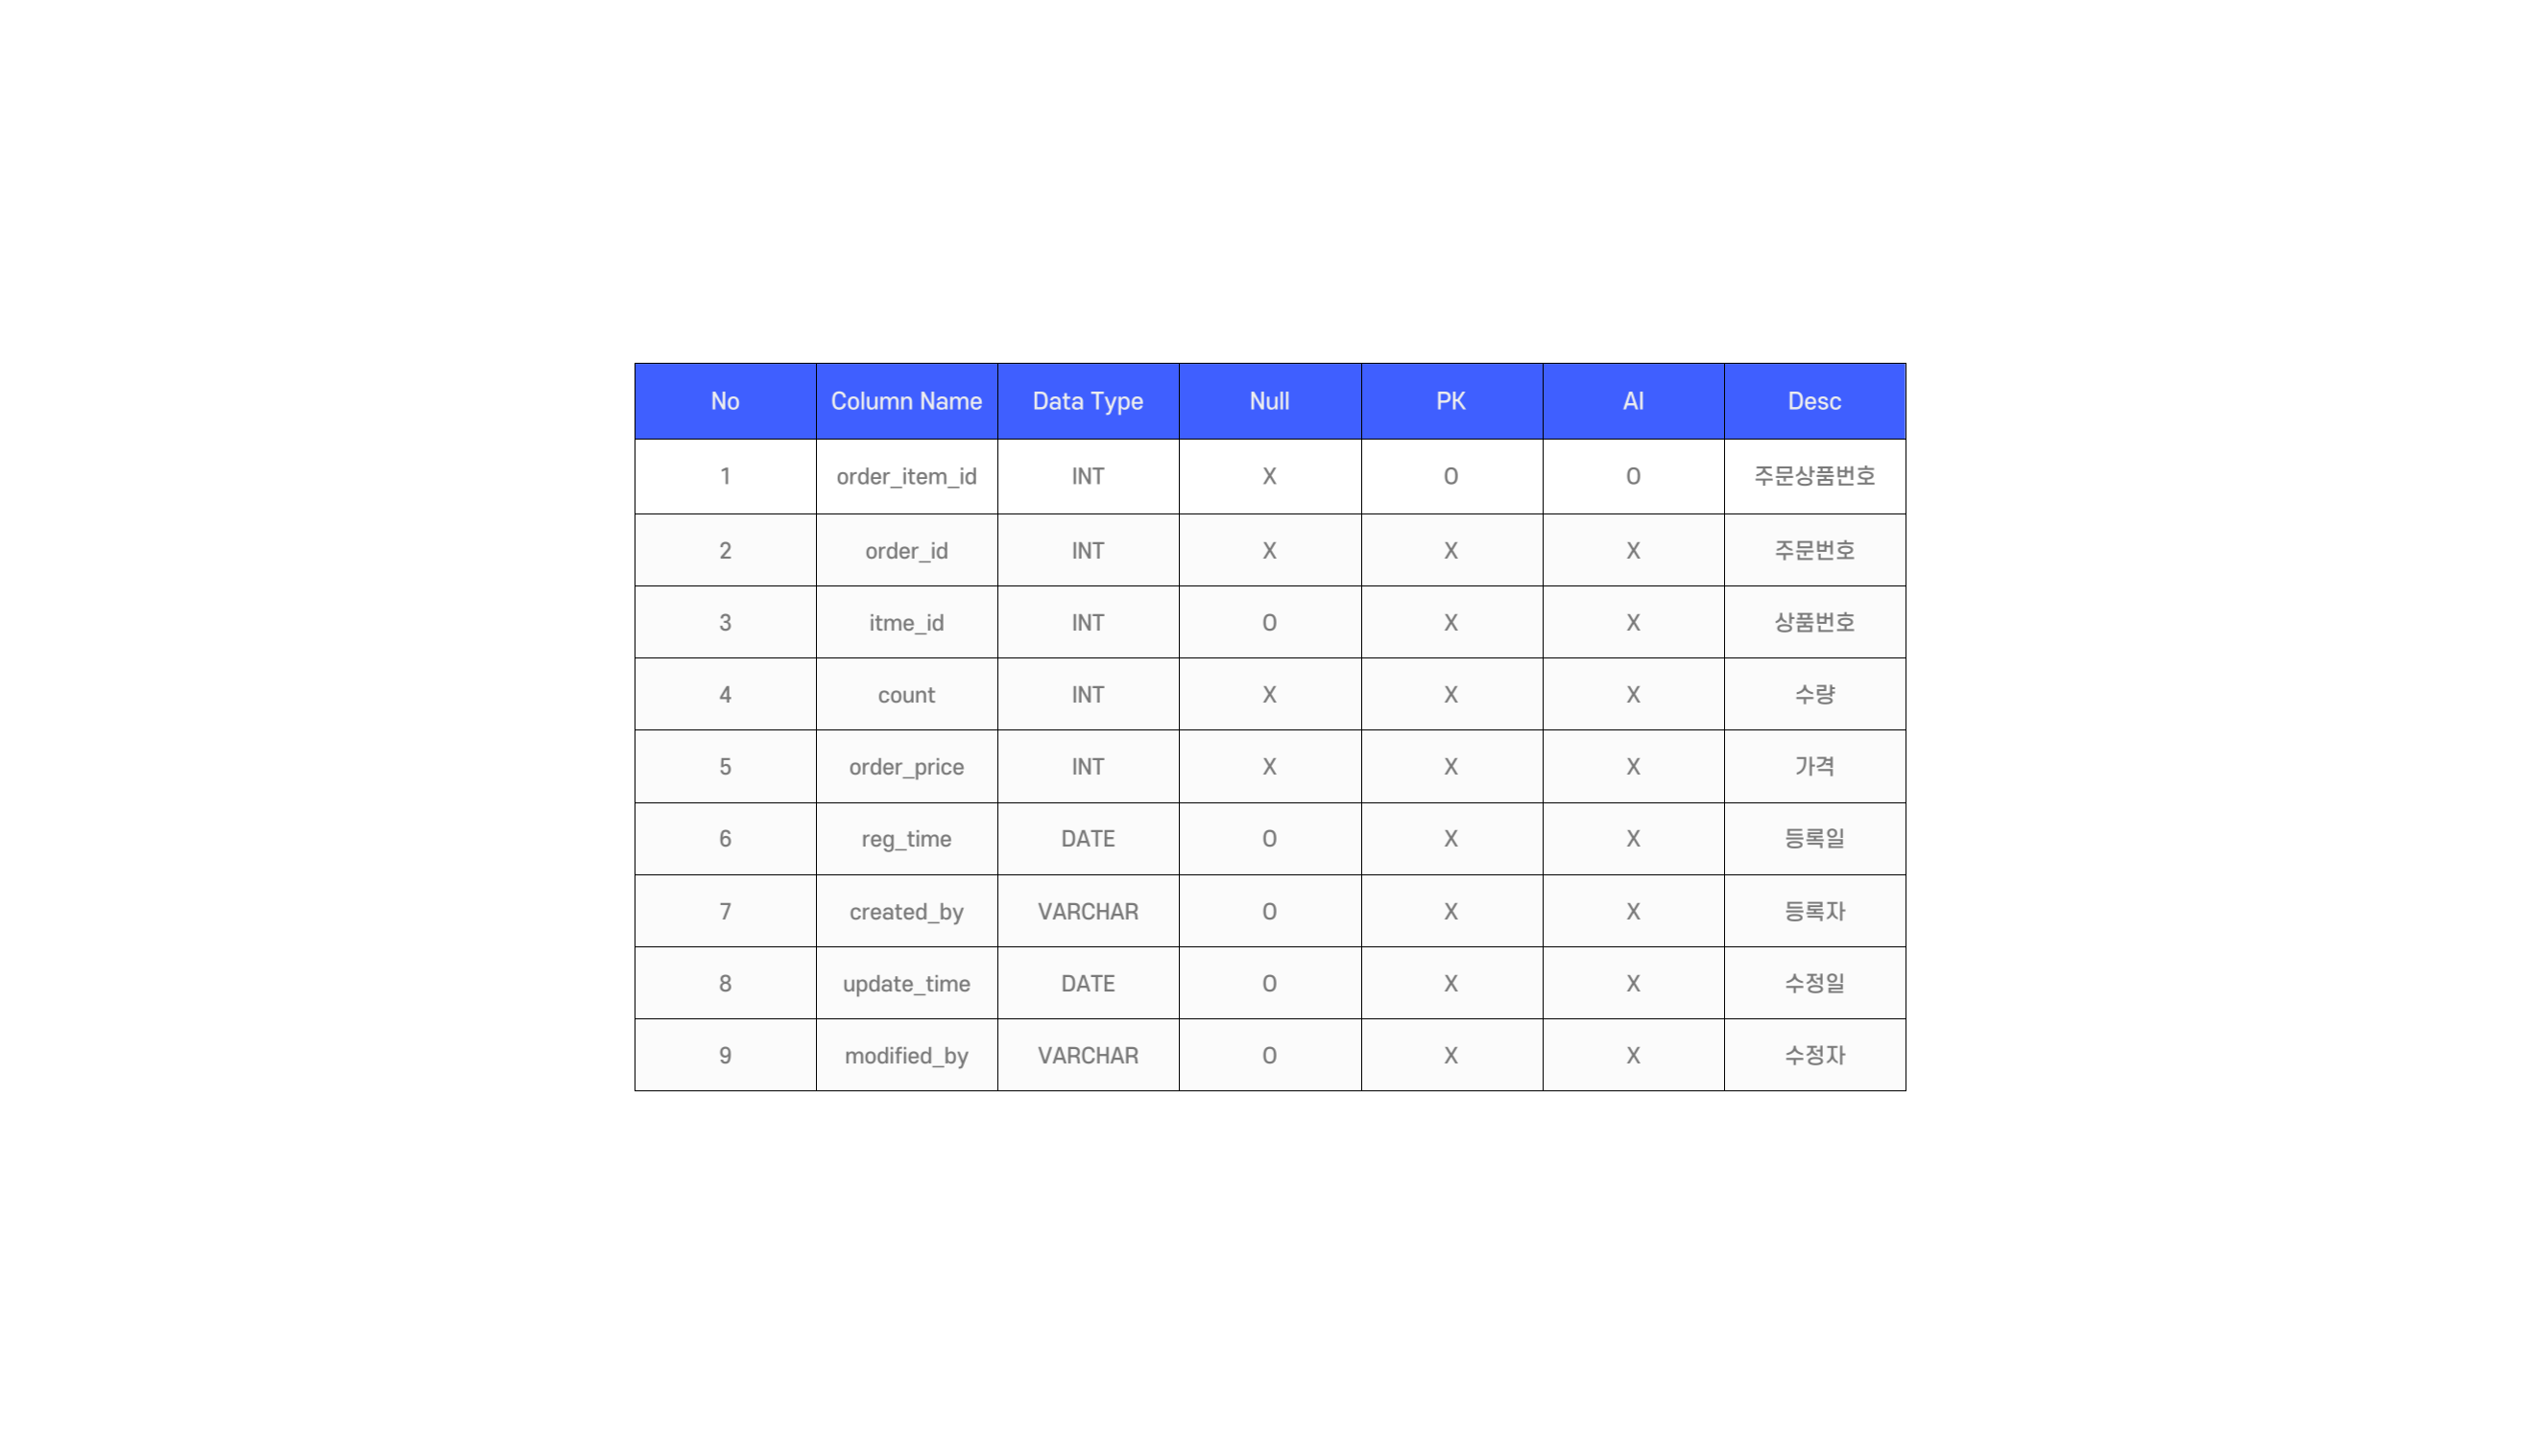 No Column Name Data Type Null PK AI Desc
1 order_item_id INT X O O 주문상품번호
2 order_id INT X X X 주문번호
3 itme_id INT O X X 상품번호
4 count INT X X X 수량
5 order_price INT X X X 가격
6 reg_time DATE O X X 등록일
7 created_by VARCHAR O X X 등록자
8 update_time DATE O X X 수정일
9 modified_by VARCHAR O X X 수정자